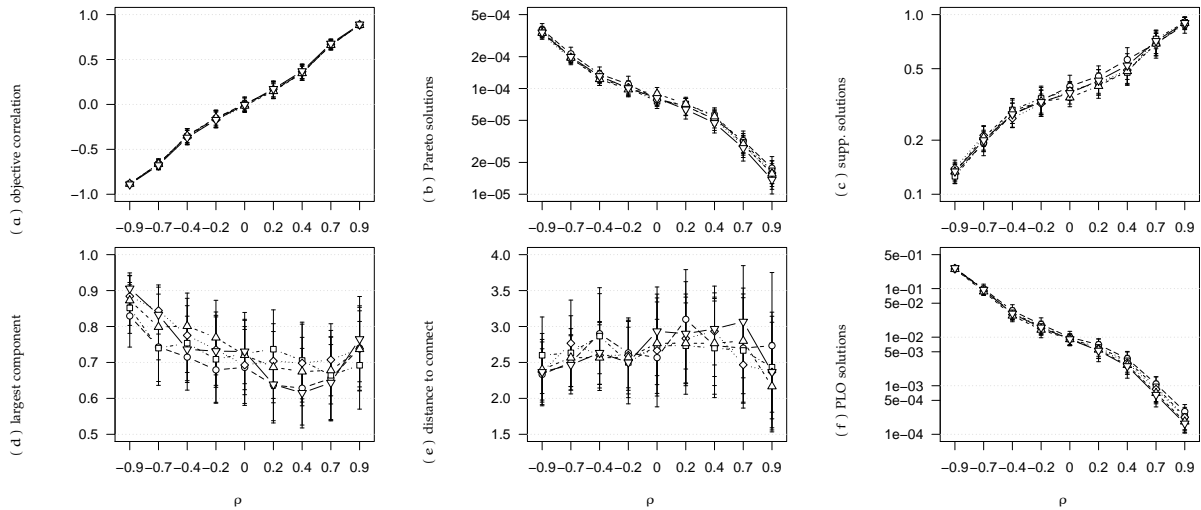 ( a ) objective correlation
1.0
0.5
0.0
−0.5
−1.0
−0.9 −0.7 −0.4 −0.2 0 0.2 0.4 0.7 0.9
( b ) Pareto solutions
5e−04
2e−04
1e−04
5e−05
2e−05
1e−05
−0.9 −0.7 −0.4 −0.2 0 0.2 0.4 0.7 0.9
( c ) supp. solutions
1.0
0.5
0.2
0.1
−0.9 −0.7 −0.4 −0.2 0 0.2 0.4 0.7 0.9
( d ) largest component
1.0
0.9
0.8
0.7
0.6
0.5
−0.9 −0.7 −0.4 −0.2 0 0.2 0.4 0.7 0.9
ρ
( e ) distance to connect
4.0
3.5
3.0
2.5
2.0
1.5
−0.9 −0.7 −0.4 −0.2 0 0.2 0.4 0.7 0.9
ρ
( f ) PLO solutions
5e−01
1e−01
5e−02
1e−02
5e−03
1e−03
5e−04
1e−04
−0.9 −0.7 −0.4 −0.2 0 0.2 0.4 0.7 0.9
ρ